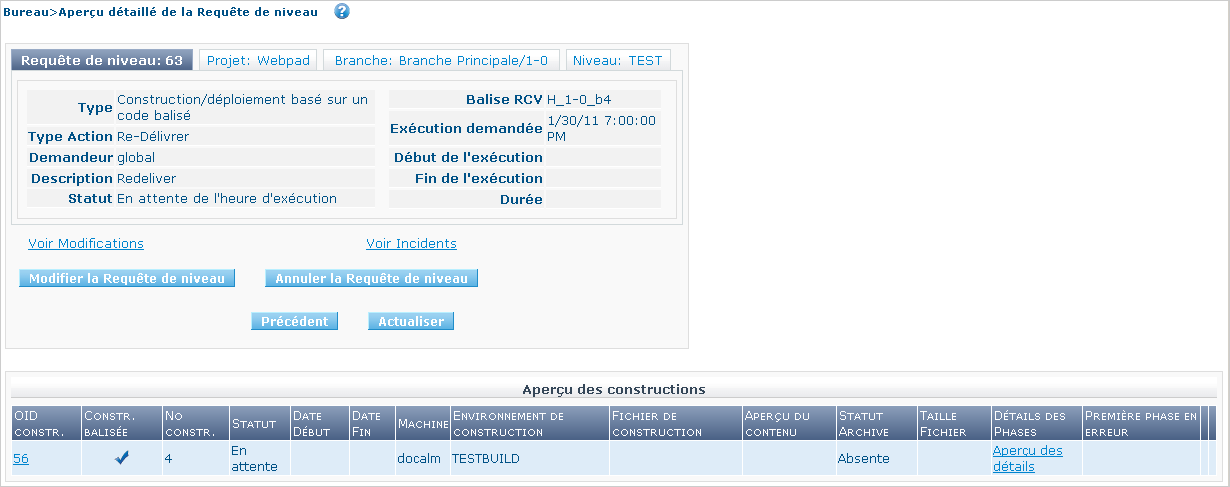 Bureau>Aperçu détaillé de la Requête de niveau ?
Requête de niveau: 63 Projet: Webpad Branche: Branche Principale/1-0 Niveau: TEST
Type Construction/déploiement basé sur un
code balisé
Type Action Re-Délivrer
Demandeur global
Description Redeliver
Statut En attente de l'heure d'exécution
Balise RCV H_1-0_b4
Exécution demandée 1/30/11 7:00:00
PM
Début de l'exécution
Fin de l'exécution
Durée
Voir Modifications Voir Incidents
Modifier la Requête de niveau Annuler la Requête de niveau
Précédent Actualiser
Aperçu des constructions
OID
constr.
Constr.
balisée
No
constr.
Statut
Date
Début
Date
Fin
Machine
Environnement de
construction
Fichier de
construction
Aperçu du
contenu
Statut
Archive
Taille
Fichier
Détails des
Phases
Première phase en
erreur
56
4
En
attente
docalm
TESTBUILD
Absente
Aperçu des
détails